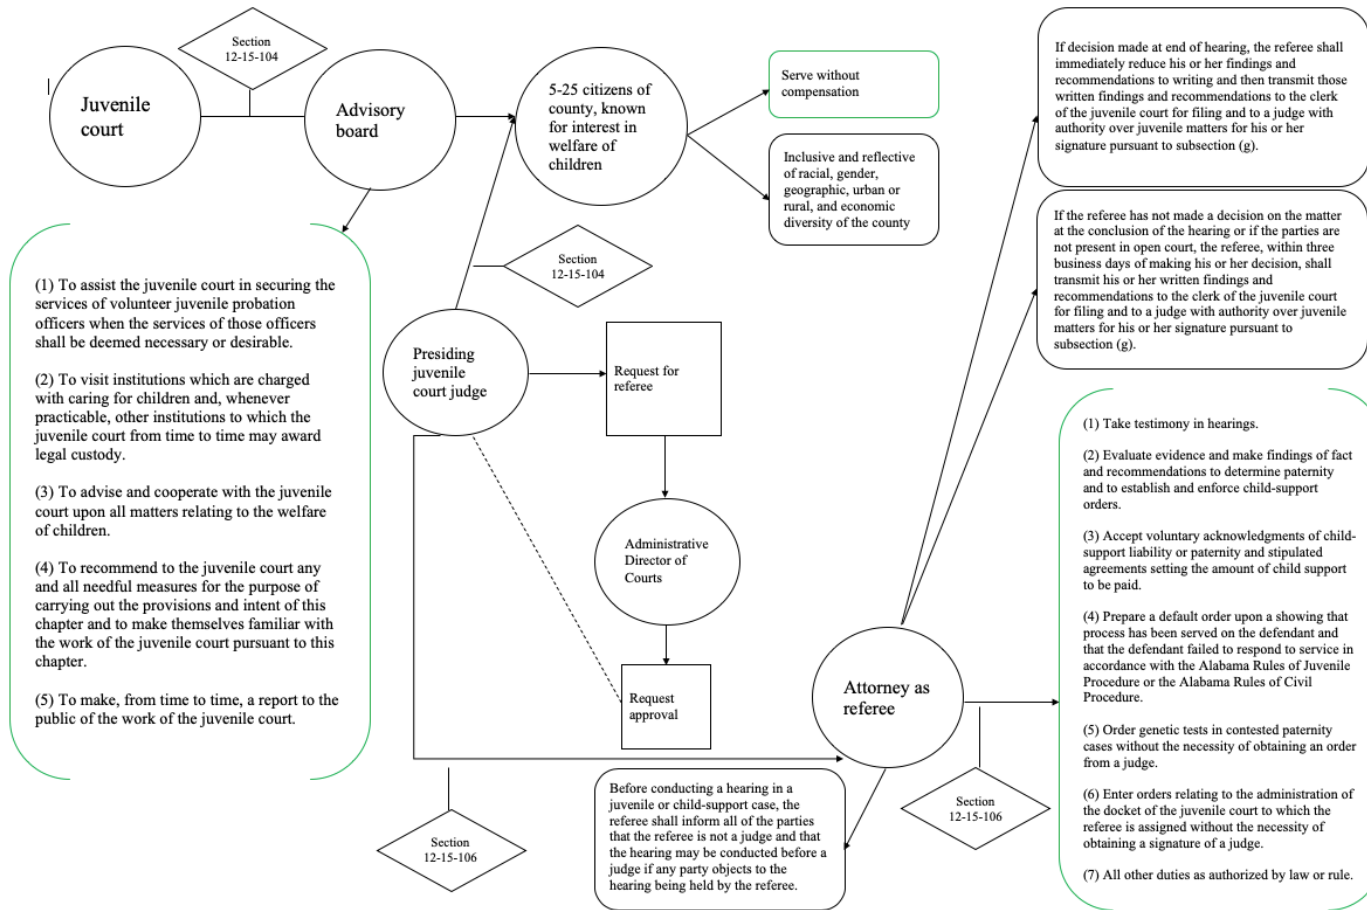 Section
12-15-104
Juvenile
court
Advisory
board
5-25 citizens of
county, known
for interest in
welfare of
children
Serve without
compensation
Inclusive and reflective
of racial, gender,
geographic, urban or
rural, and economic
diversity of the county
If decision made at end of hearing, the referee shall
immediately reduce his or her findings and
recommendations to writing and then transmit those
written findings and recommendations to the clerk
of the juvenile court for filing and to a judge with
authority over juvenile matters for his or her
signature pursuant to subsection (g).
If the referee has not made a decision on the matter
at the conclusion of the hearing or if the parties are
not present in open court, the referee, within three
business days of making his or her decision, shall
transmit his or her written findings and
recommendations to the clerk of the juvenile court
for filing and to a judge with authority over juvenile
matters for his or her signature pursuant to
subsection (g).
(1) To assist the juvenile court in securing the
services of volunteer juvenile probation
officers when the services of those officers
shall be deemed necessary or desirable.
(2) To visit institutions which are charged
with caring for children and, whenever
practicable, other institutions to which the
juvenile court from time to time may award
legal custody.
(3) To advise and cooperate with the juvenile
court upon all matters relating to the welfare
of children.
(4) To recommend to the juvenile court any
and all needful measures for the purpose of
carrying out the provisions and intent of this
chapter and to make themselves familiar with
the work of the juvenile court pursuant to this
chapter.
(5) To make, from time to time, a report to the
public of the work of the juvenile court.
Section
12-15-104
Presiding
juvenile
court judge
Request for
referee
Administrative
Director of
Courts
Request
approval
Attorney as
referee
Section
12-15-106
Before conducting a hearing in a
juvenile or child-support case, the
referee shall inform all of the parties
that the referee is not a judge and that
the hearing may be conducted before a
judge if any party objects to the
hearing being held by the referee.
Section
12-15-106
(1) Take testimony in hearings.
(2) Evaluate evidence and make findings of fact
and recommendations to determine paternity
and to establish and enforce child-support
orders.
(3) Accept voluntary acknowledgments of child-
support liability or paternity and stipulated
agreements setting the amount of child support
to be paid.
(4) Prepare a default order upon a showing that
process has been served on the defendant and
that the defendant failed to respond to service in
accordance with the Alabama Rules of Juvenile
Procedure or the Alabama Rules of Civil
Procedure.
(5) Order genetic tests in contested paternity
cases without the necessity of obtaining an order
from a judge.
(6) Enter orders relating to the administration of
the docket of the juvenile court to which the
referee is assigned without the necessity of
obtaining a signature of a judge.
(7) All other duties as authorized by law or rule.